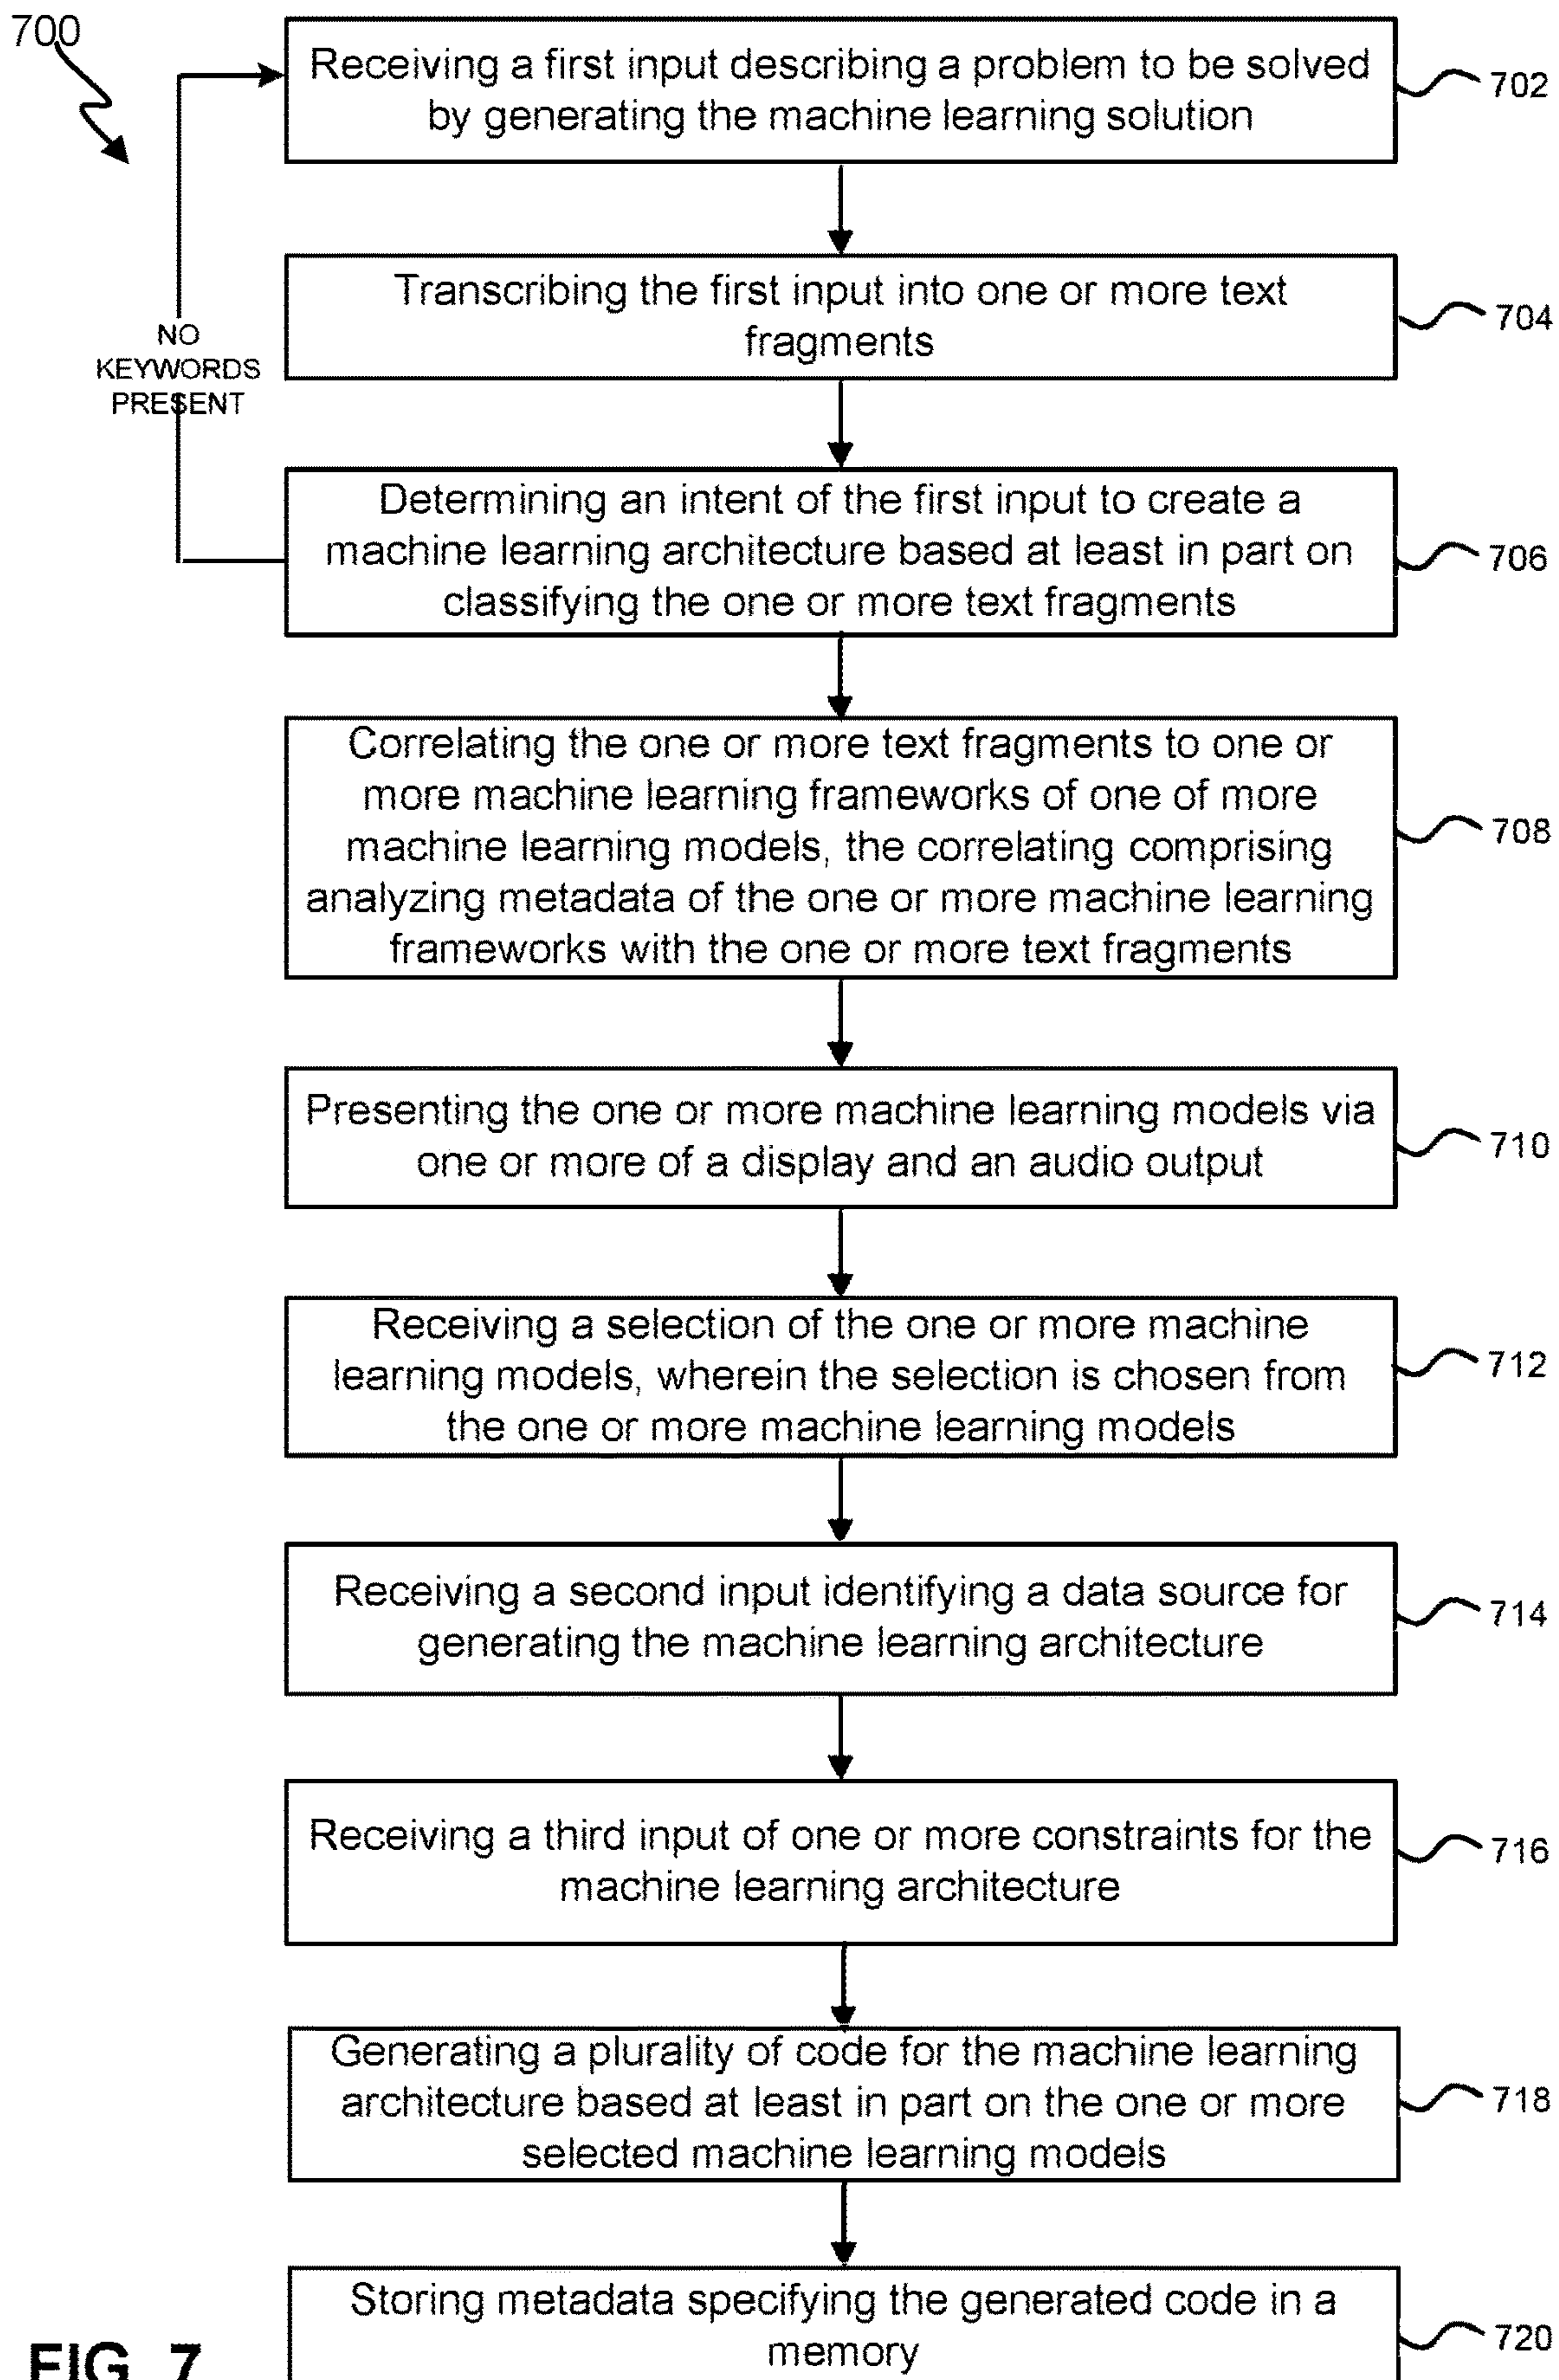 700
Receiving a first input describing a problem to be solved
by generating the machine learning solution
702
Transcribing the first input into one or more text
fragments
704
NO
KEYWORDS
PRESENT
Determining an intent of the first input to create a
machine learning architecture based at least in part on
classifying the one or more text fragments
706
Correlating the one or more text fragments to one or
more machine learning frameworks of one of more
machine learning models, the correlating comprising
analyzing metadata of the one or more machine learning
frameworks with the one or more text fragments
708
Presenting the one or more machine learning models via
one or more of a display and an audio output
710
Receiving a selection of the one or more machine
learning models, wherein the selection is chosen from
the one or more machine learning models
712
Receiving a second input identifying a data source for
generating the machine learning architecture
714
Receiving a third input of one or more constraints for the
machine learning architecture
716
Generating a plurality of code for the machine learning
architecture based at least in part on the one or more
selected machine learning models
718
Storing metadata specifying the generated code in a
memory
720
FIG. 7